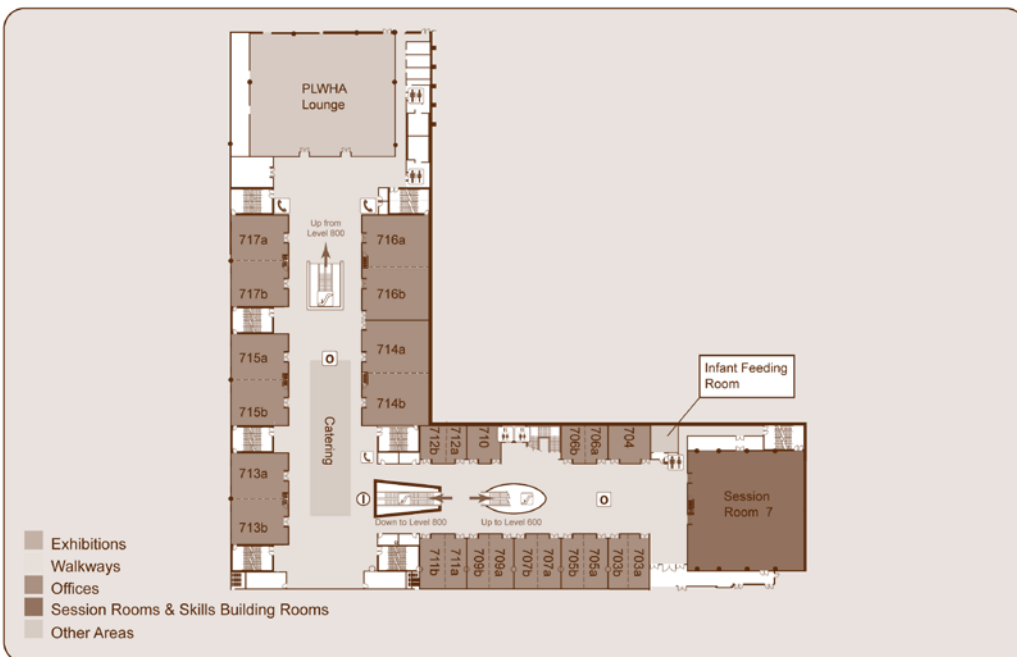 PLWHA
Lounge
Up from
Level 800
717a
716a
717b
716b
O
715a
714a
715b
714b
Catering
Infant Feeding
Room
712b
712a
710
706b
706a
704
713a
713b
Session
Room 7
O
Down to Level 800
Up to Level 600
711b
711a
709b
709a
707b
707a
705b
705a
703b
703a
Exhibitions
Walkways
Offices
Session Rooms & Skills Building Rooms
Other Areas